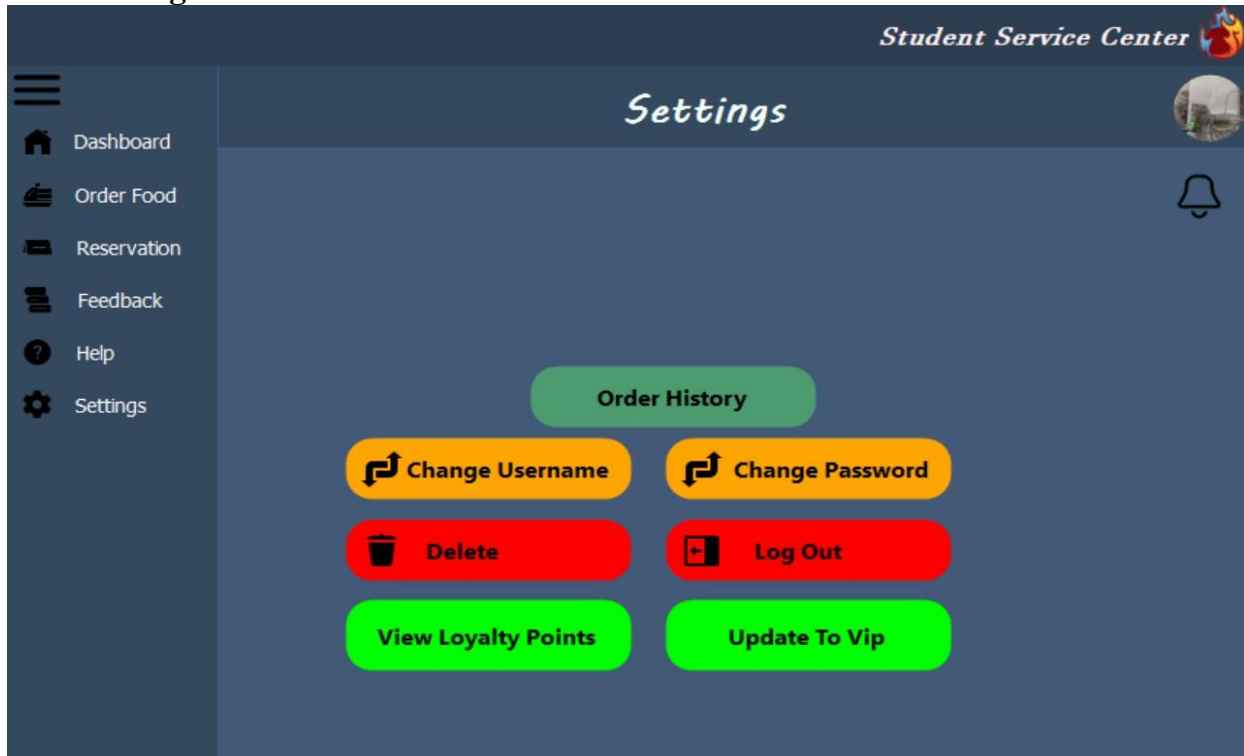 Student Service Center
Settings
Dashboard
Order Food
Reservation
Feedback
Help
Settings
Order History
Change Username
Change Password
Delete
Log Out
View Loyalty Points
Update To Vip